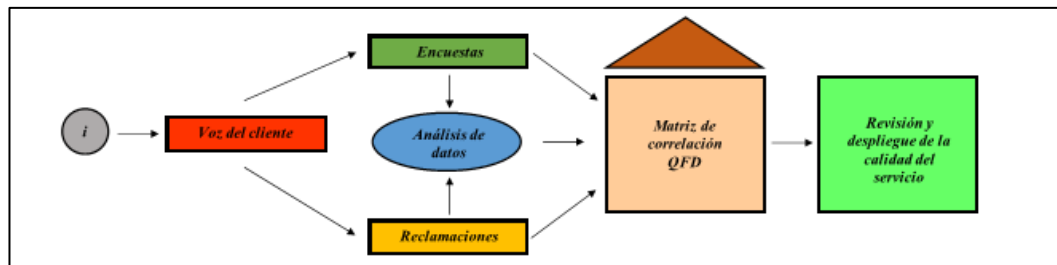 i
Voz del cliente
Encuestas
Análisis de
datos
Reclamaciones
Matriz de
correlación
QFD
Revisión y
despliegue de la
calidad del
servicio